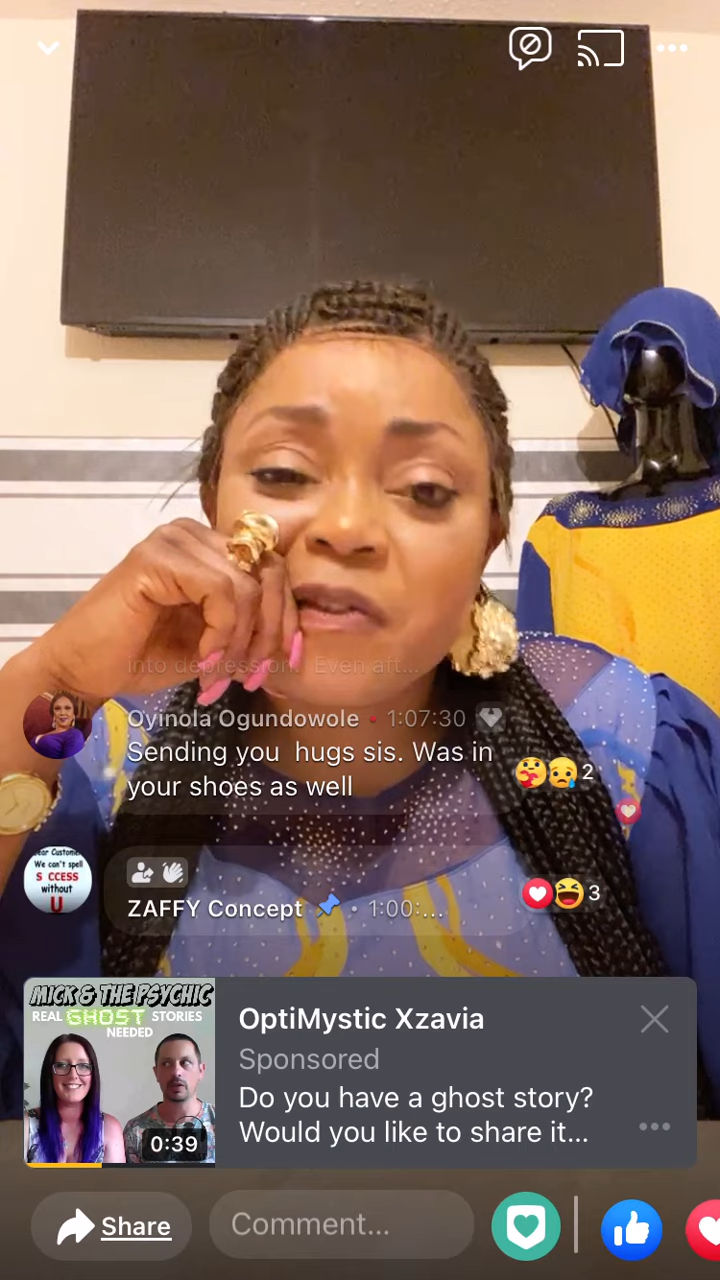 into depression. Even aft...
Oyinola Ogundowole • 1:07:30
Sending you hugs sis. Was in
your shoes as well
2
ear Custome
We can't spell
S CCESS
without
U
ZAFFY Concept • 1:00:...
3
MICK & THE PSYCHIC
REAL GHOST STORIES
NEEDED
0:39
OptiMystic Xzavia
Sponsored
Do you have a ghost story?
Would you like to share it...
Share
Comment...